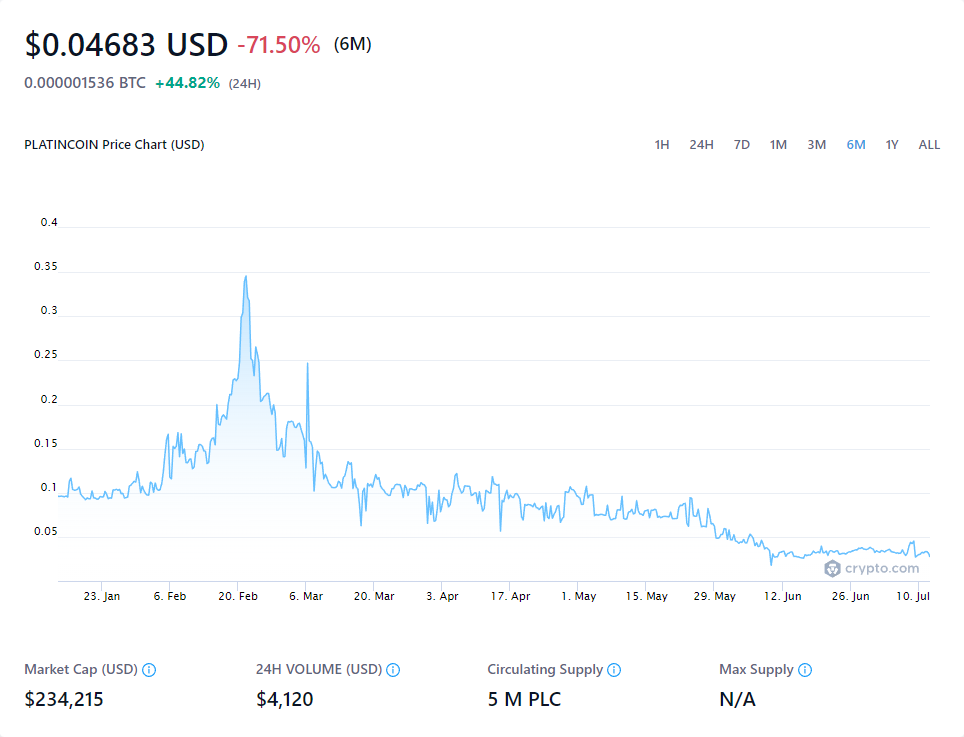 $0.04683 USD -71.50% (6M)
0.000001536 BTC +44.82% (24H)
PLATINCOIN Price Chart (USD) 1H 24H 7D 1M 3M 6M 1Y ALL
0.4
0.35
0.3
0.25
0.2
0.15
0.1
0.05
crypto.com
23. Jan 6. Feb 20. Feb 6. Mar 20. Mar 3. Apr 17. Apr 1. May 15. May 29. May 12. Jun 26. Jun 10. Jul
Market Cap (USD) 24H VOLUME (USD) Circulating Supply Max Supply
$234,215 $4,120 5 M PLC N/A